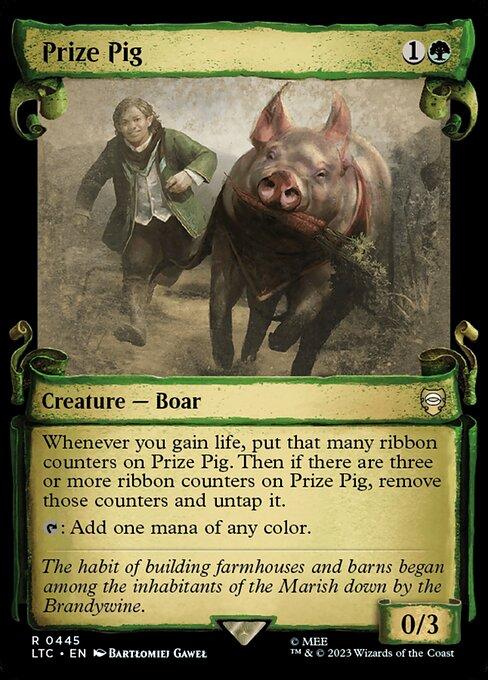 Prize Pig 1
Creature — Boar
Whenever you gain life, put that many ribbon
counters on Prize Pig. Then if there are three
or more ribbon counters on Prize Pig, remove
those counters and untap it.
: Add one mana of any color.
The habit of building farmhouses and barns began
among the inhabitants of the Marish down by the
Brandywine.
0/3
R 0445
LTC • EN Bartłomiej Gaweł
© MEE
™ & © 2023 Wizards of the Coast